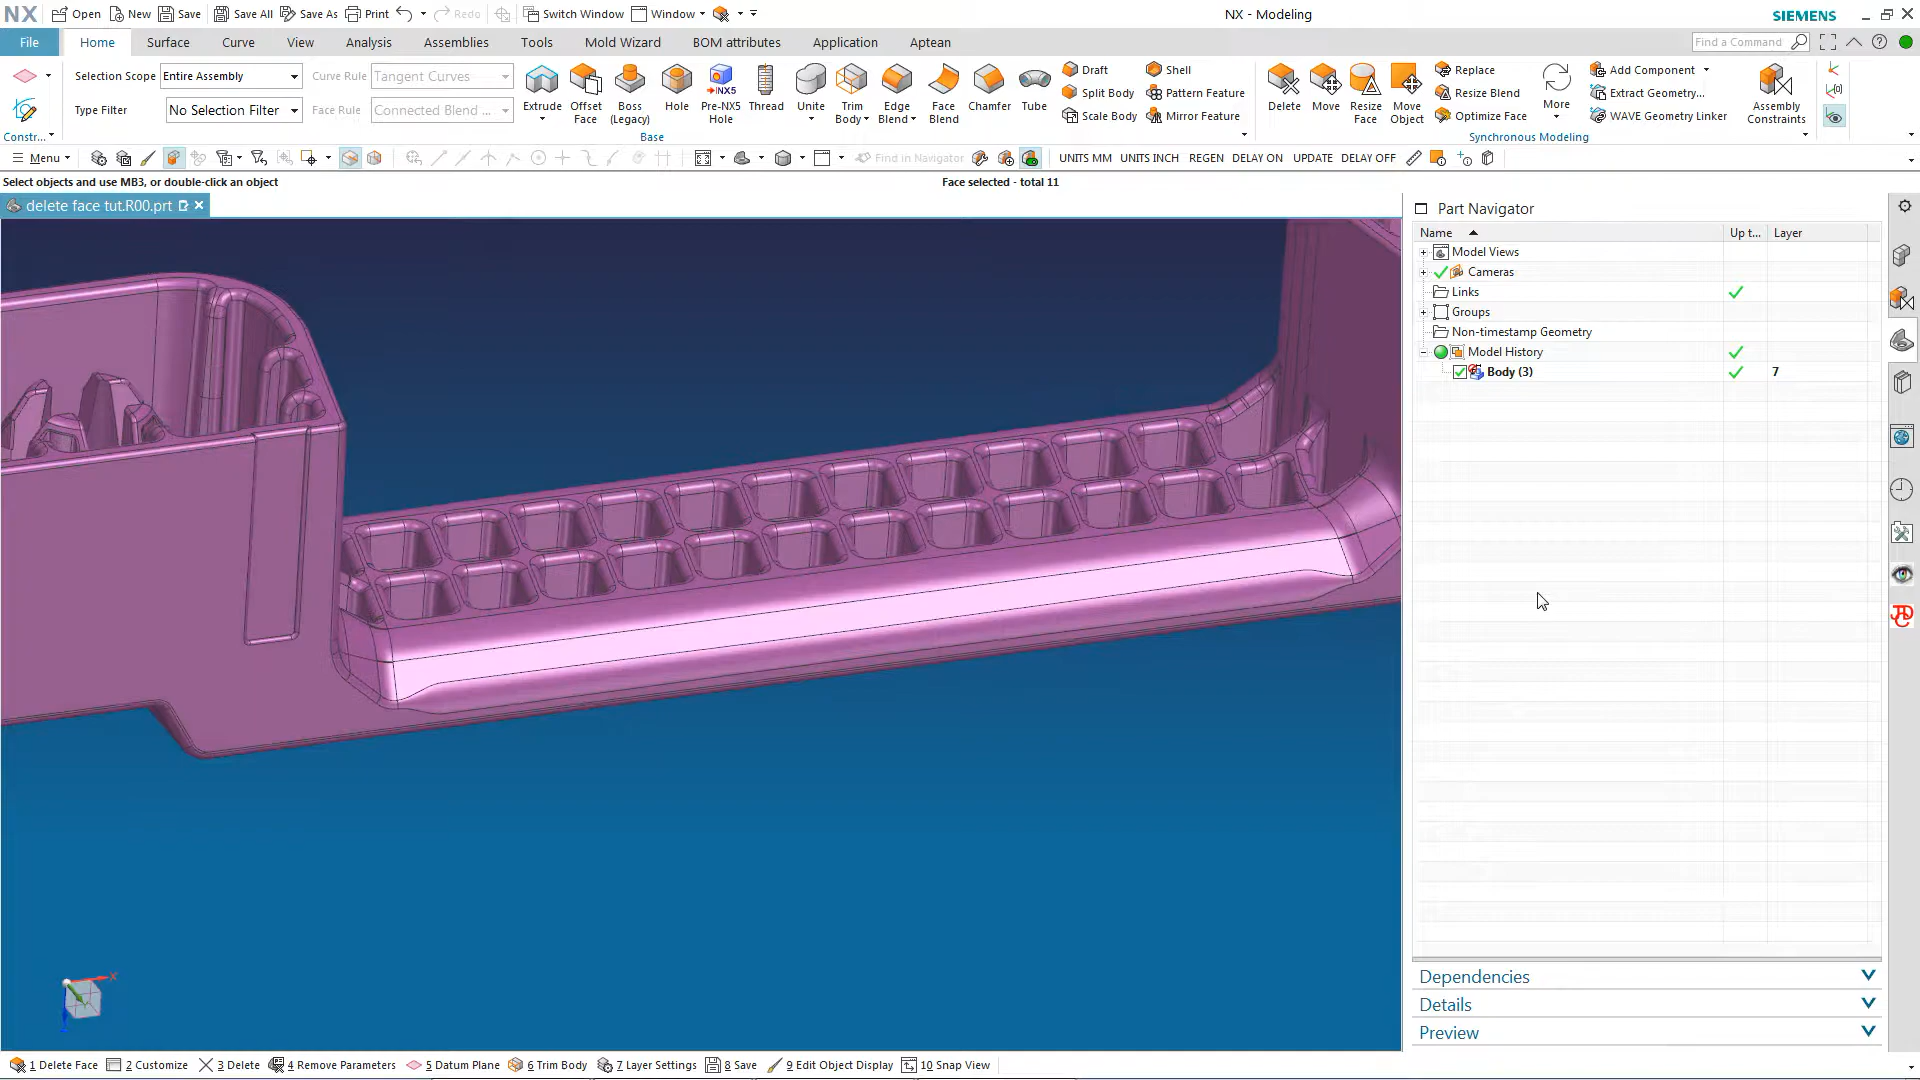 NX Open New Save Save All Save As Print Redo Switch Window Window NX - Modeling SIEMENS
File Home Surface Curve View Analysis Assemblies Tools Mold Wizard BOM attributes Application Aptean Find a Command
Selection Scope Entire Assembly Curve Rule Tangent Curves
Type Filter No Selection Filter Face Rule Connected Blend ...
Constr...
Extrude
Offset Face
Boss (Legacy)
Hole
Pre-NX5 Hole
Thread
Unite
Trim Body
Edge Blend
Face Blend
Chamfer
Tube
Draft
Split Body
Scale Body
Shell
Pattern Feature
Mirror Feature
Base
Delete
Move
Resize Face
Move Object
Replace
Resize Blend
Optimize Face
More
Synchronous Modeling
Add Component
Extract Geometry...
WAVE Geometry Linker
Assembly Constraints
Menu Find in Navigator UNITS MM UNITS INCH REGEN DELAY ON UPDATE DELAY OFF
Select objects and use MB3, or double-click an object Face selected - total 11
delete face tut.R00.prt
Part Navigator
Name Up t... Layer
Model Views
Cameras
Links
Groups
Non-timestamp Geometry
Model History
Body (3) 7
Dependencies
Details
Preview
X
1 Delete Face 2 Customize 3 Delete 4 Remove Parameters 5 Datum Plane 6 Trim Body 7 Layer Settings 8 Save 9 Edit Object Display 10 Snap View